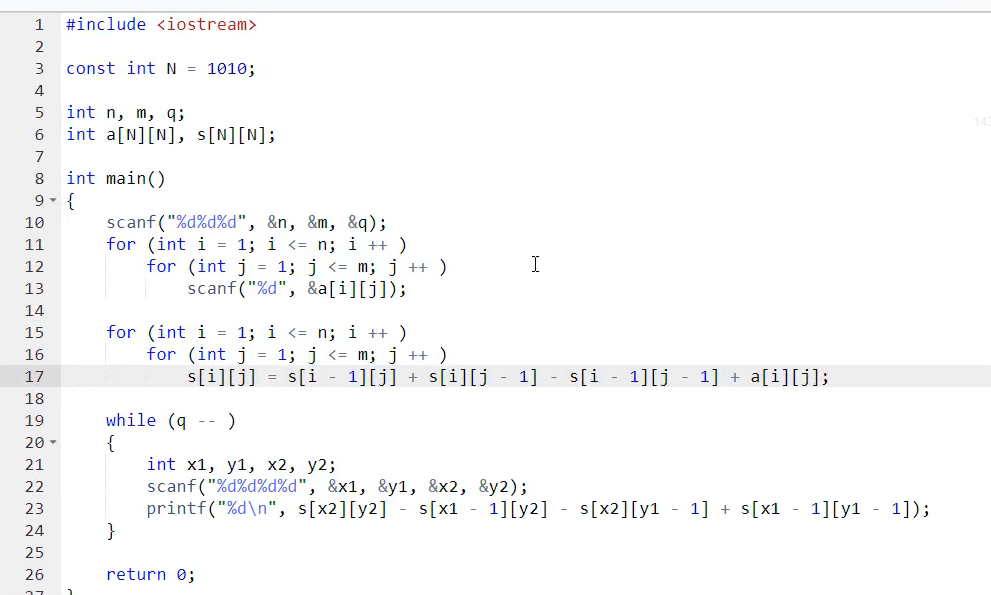 1 #include <iostream>
2
3 const int N = 1010;
4
5 int n, m, q;
6 int a[N][N], s[N][N];
7
8 int main()
9 {
10 scanf("%d%d%d", &n, &m, &q);
11 for (int i = 1; i <= n; i ++ )
12 for (int j = 1; j <= m; j ++ )
13 scanf("%d", &a[i][j]);
14
15 for (int i = 1; i <= n; i ++ )
16 for (int j = 1; j <= m; j ++ )
17 s[i][j] = s[i - 1][j] + s[i][j - 1] - s[i - 1][j - 1] + a[i][j];
18
19 while (q -- )
20 {
21 int x1, y1, x2, y2;
22 scanf("%d%d%d%d", &x1, &y1, &x2, &y2);
23 printf("%d\n", s[x2][y2] - s[x1 - 1][y2] - s[x2][y1 - 1] + s[x1 - 1][y1 - 1]);
24 }
25
26 return 0;
27 }